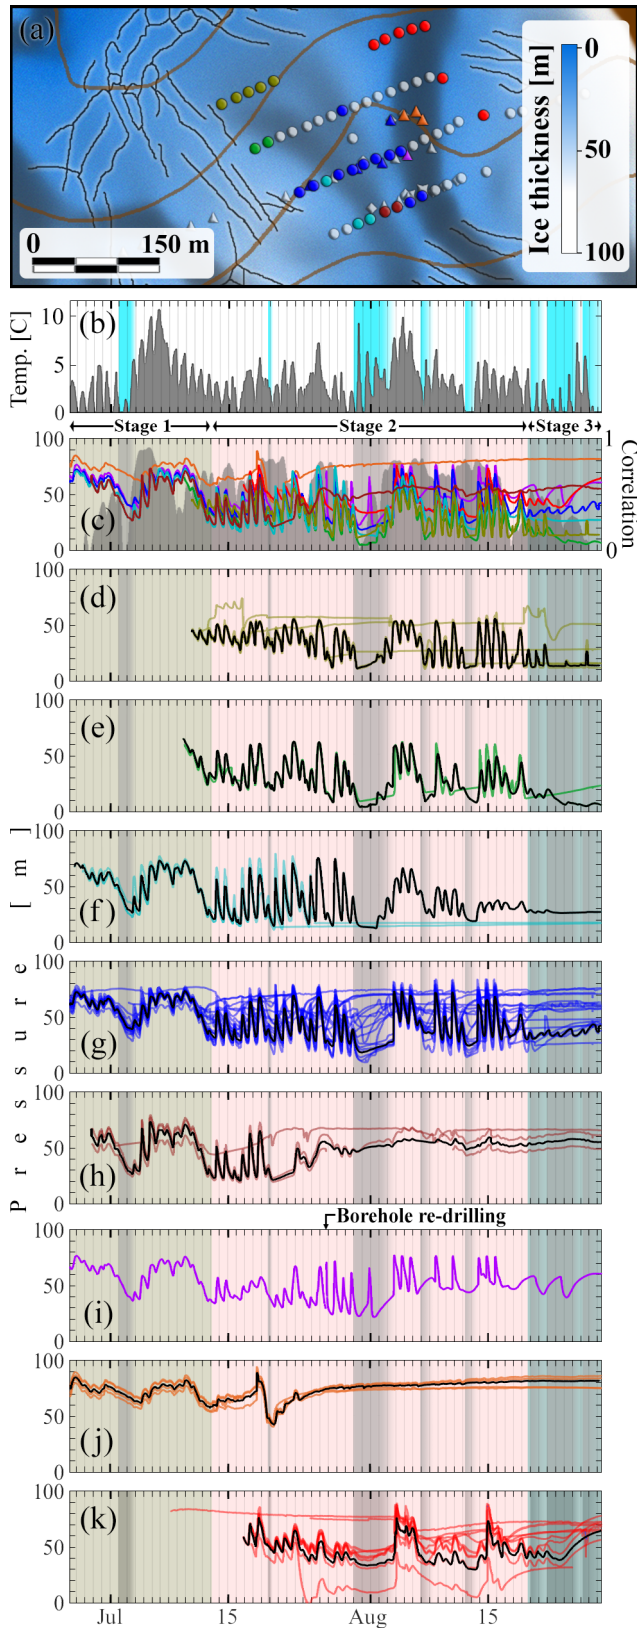 (a)
0 150 m
Ice thickness [m]
0
50
100
(b)
Temp. [C]
10
5
0
Stage 1 Stage 2 Stage 3
(c)
100
50
0
1
0
Correlation
(d)
100
50
0
(e)
100
50
0
(f)
100
50
0
(g)
100
50
0
(h)
100
50
0
Borehole re-drilling
(i)
100
50
0
(j)
100
50
0
(k)
100
50
0
Pressure [m]
Jul 15 Aug 15